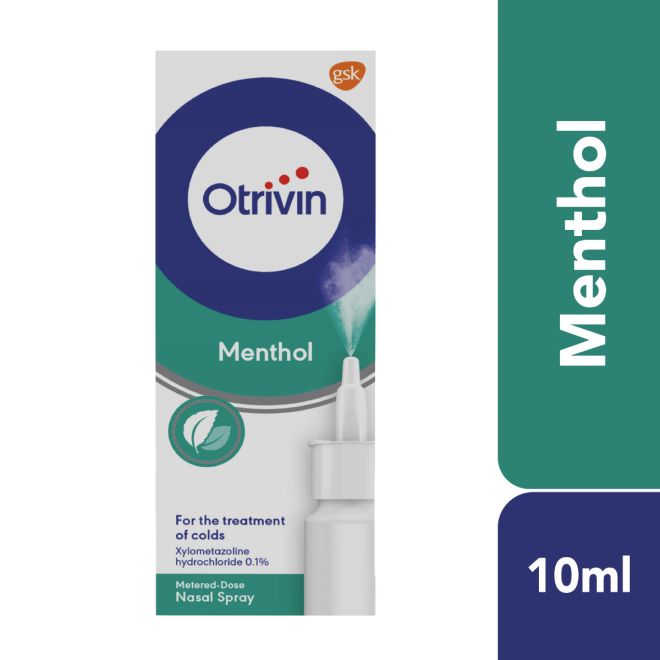 gsk
Otrivin
Menthol
For the treatment
of colds
Xylometazoline
hydrochloride 0.1%
Metered-Dose
Nasal Spray
Menthol
10ml